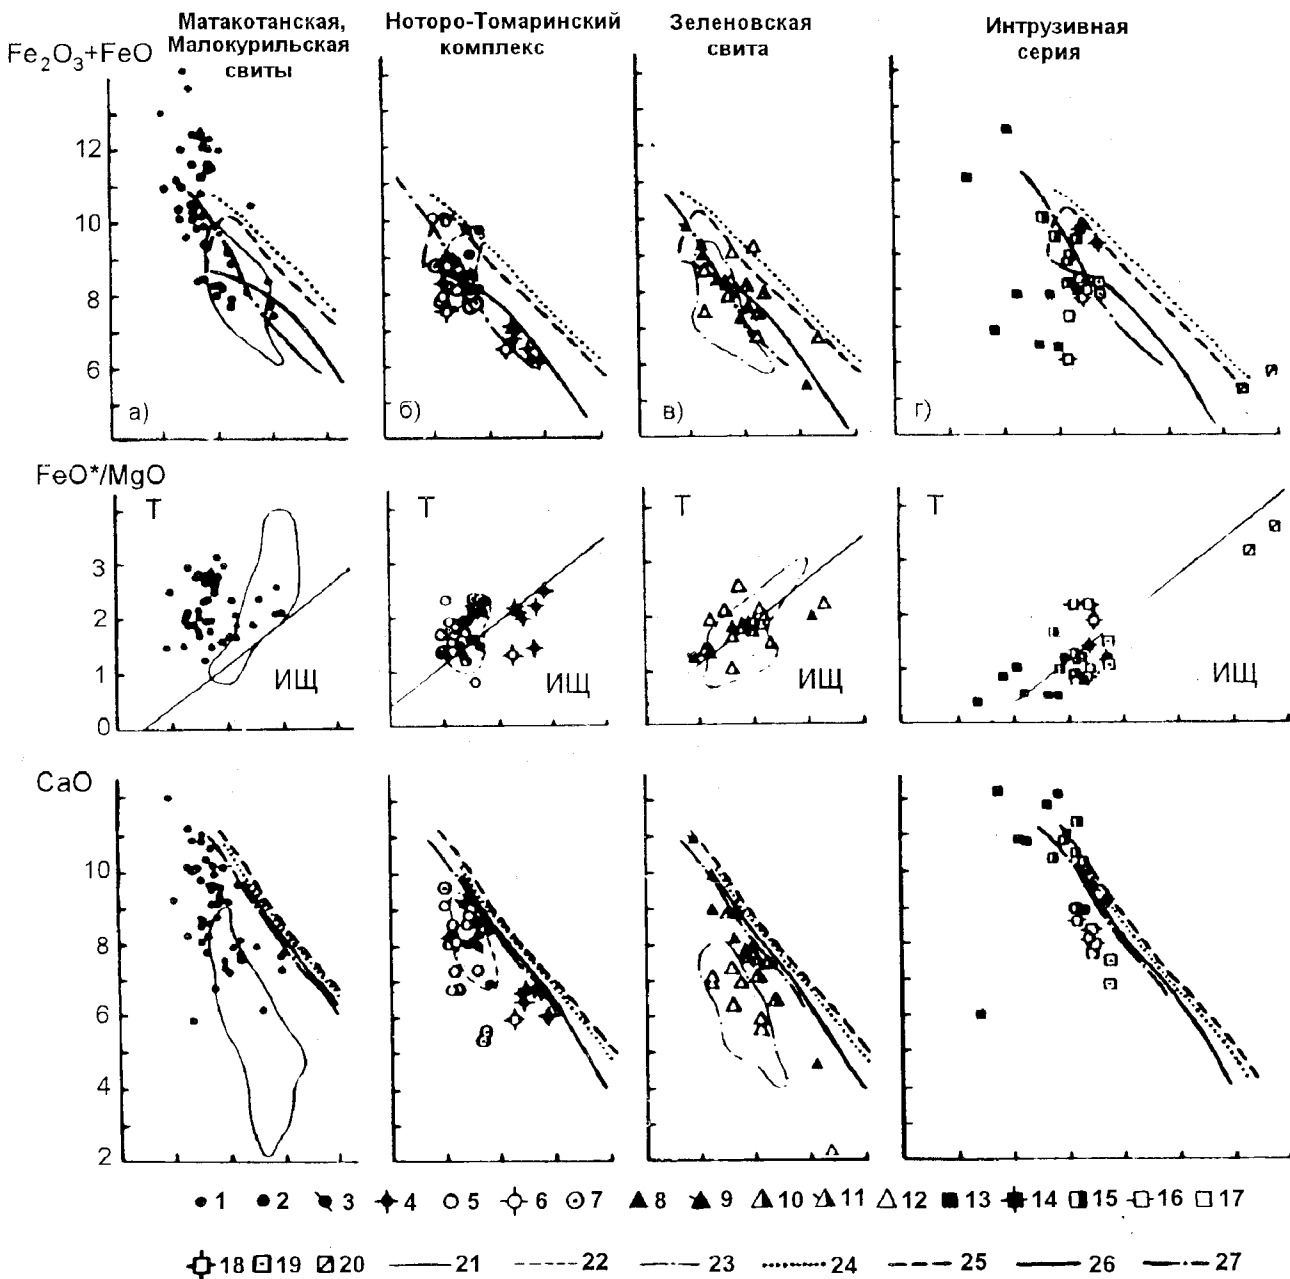 Матакотанская, Малокурильская свиты
Ноторо-Томаринский комплекс
Зеленовская свита
Интрузивная серия
Fe2O3+FeO
12
10
8
6
а)
б)
в)
г)
FeO*/MgO
Т
Т
Т
Т
3
2
1
0
ИЩ
ИЩ
ИЩ
ИЩ
CaO
10
8
6
4
2
1 2 3 4 5 6 7 8 9 10 11 12 13 14 15 16 17
18 19 20 21 22 23 24 25 26 27